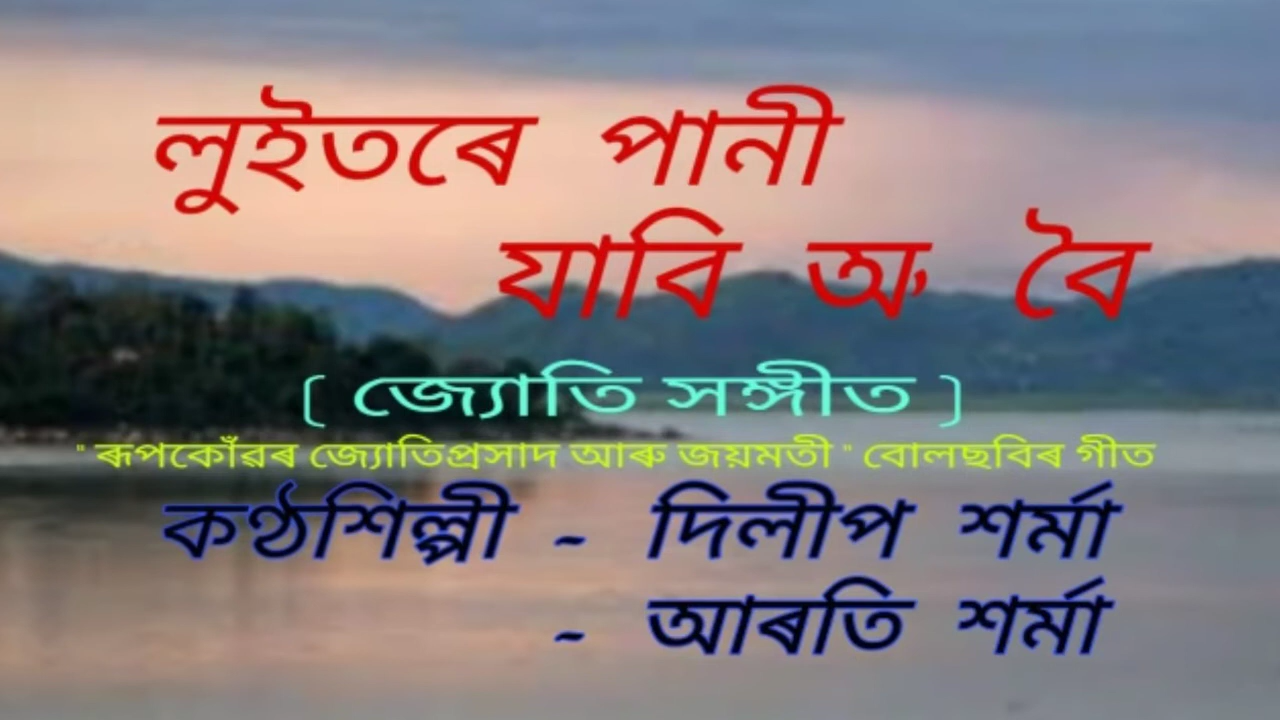 লুইতৰে পানী
যাবি অ' বৈ
( জ্যোতি সঙ্গীত )
" ৰূপকোঁৱৰ জ্যোতিপ্ৰসাদ আৰু জয়মতী " বোলছবিৰ গীত
কণ্ঠশিল্পী - দিলীপ শৰ্মা
- আৰতি শৰ্মা